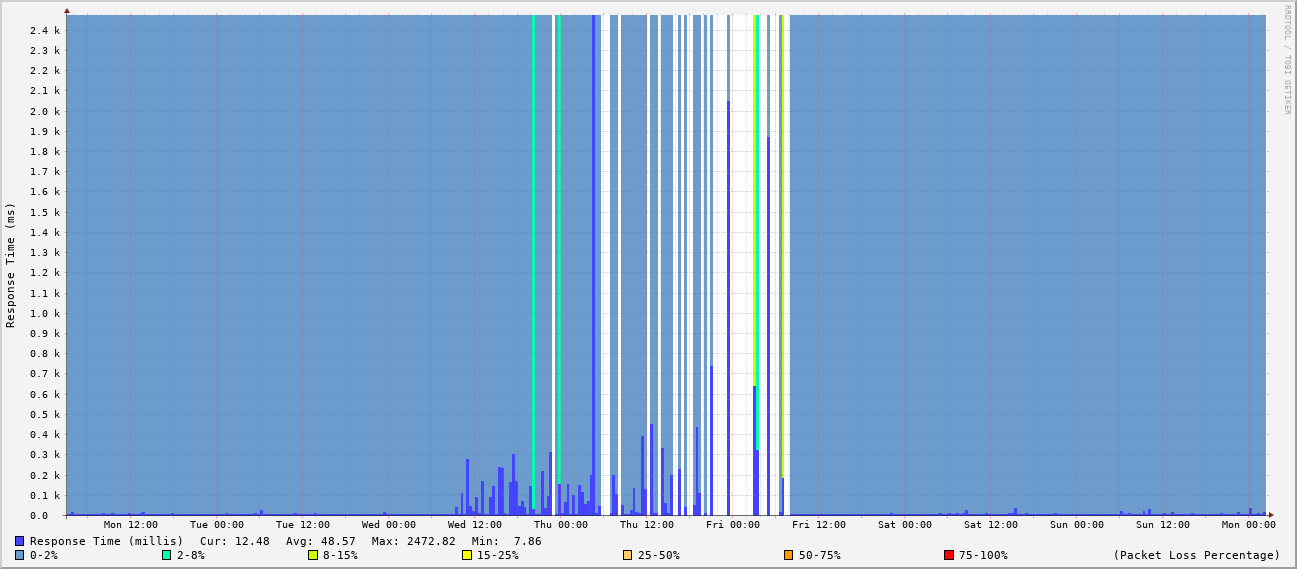 RRDTOOL / TOBI OETIKER
Response Time (ms)
2.4 k
2.3 k
2.2 k
2.1 k
2.0 k
1.9 k
1.8 k
1.7 k
1.6 k
1.5 k
1.4 k
1.3 k
1.2 k
1.1 k
1.0 k
0.9 k
0.8 k
0.7 k
0.6 k
0.5 k
0.4 k
0.3 k
0.2 k
0.1 k
0.0
Mon 12:00 Tue 00:00 Tue 12:00 Wed 00:00 Wed 12:00 Thu 00:00 Thu 12:00 Fri 00:00 Fri 12:00 Sat 00:00 Sat 12:00 Sun 00:00 Sun 12:00 Mon 00:00
Response Time (millis) Cur: 12.48 Avg: 48.57 Max: 2472.82 Min: 7.86
0-2% 2-8% 8-15% 15-25% 25-50% 50-75% 75-100% (Packet Loss Percentage)